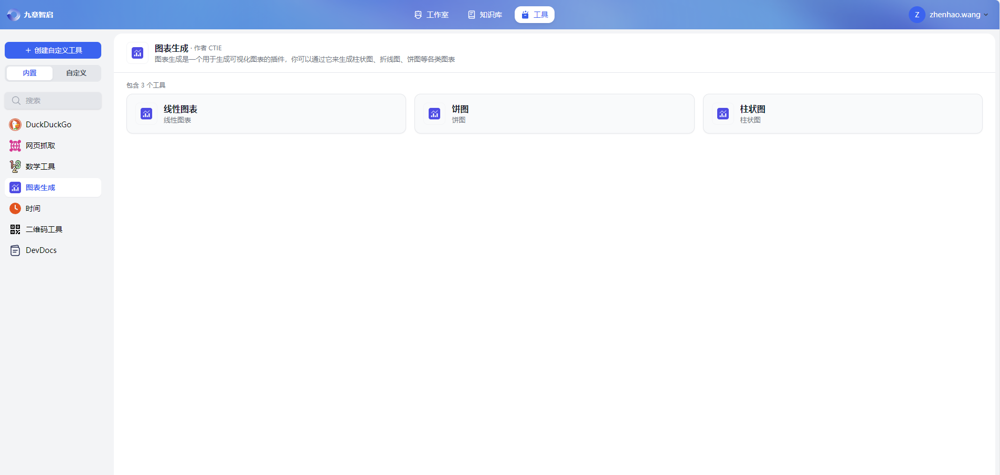 九章智启
工作室
知识库
工具
Z
zhenhao.wang
+ 创建自定义工具
内置
自定义
搜索
DuckDuckGo
网页抓取
数学工具
图表生成
时间
二维码工具
DevDocs
图表生成 · 作者 CTIE
图表生成是一个用于生成可视化图表的插件，你可以通过它来生成柱状图、折线图、饼图等各类图表
包含 3 个工具
线性图表
线性图表
饼图
饼图
柱状图
柱状图